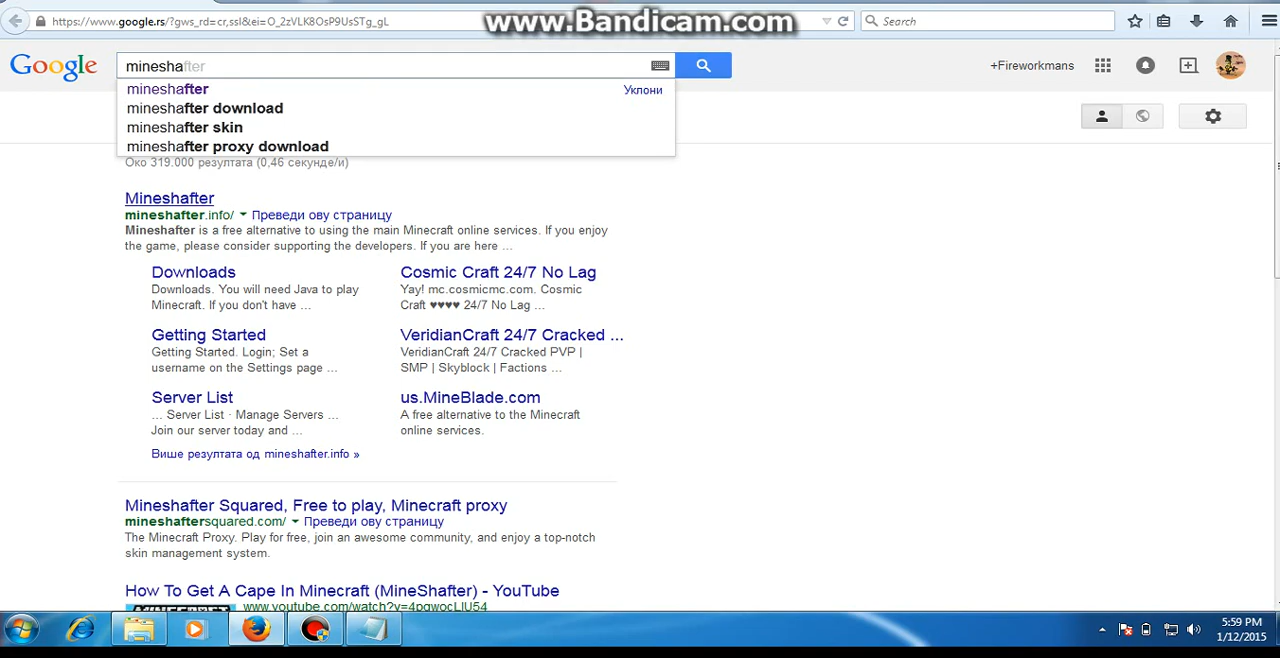 https://www.google.rs/?gws_rd=cr,ssl&ei=O_2zVLK8OsP9UsSTg_gL
www.Bandicam.com
Search
Google
mineshafter
+Fireworkmans
mineshafter
Уклони
mineshafter download
mineshafter skin
mineshafter proxy download
Око 319.000 резултата (0,46 секунде/и)
Mineshafter
mineshafter.info/ Преведи ову страницу
Mineshafter is a free alternative to using the main Minecraft online services. If you enjoy
the game, please consider supporting the developers. If you are here ...
Downloads
Downloads. You will need Java to play
Minecraft. If you don't have ...
Cosmic Craft 24/7 No Lag
Yay! mc.cosmicmc.com. Cosmic
Craft ♥♥♥♥ 24/7 No Lag ...
Getting Started
Getting Started. Login; Set a
username on the Settings page ...
VeridianCraft 24/7 Cracked ...
VeridianCraft 24/7 Cracked PVP |
SMP | Skyblock | Factions ...
Server List
... Server List · Manage Servers ...
Join our server today and ...
us.MineBlade.com
A free alternative to the Minecraft
online services.
Више резултата од mineshafter.info »
Mineshafter Squared, Free to play, Minecraft proxy
mineshaftersquared.com/ Преведи ову страницу
The Minecraft Proxy. Play for free, join an awesome community, and enjoy a top-notch
skin management system.
How To Get A Cape In Minecraft (MineShafter) - YouTube
5:59 PM
1/12/2015